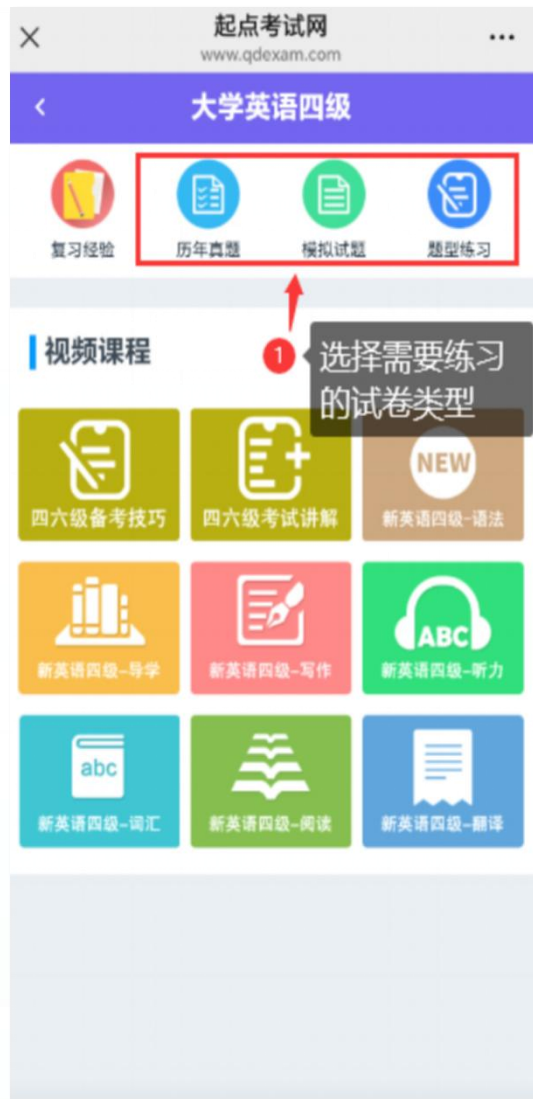 起点考试网
www.qdexam.com
大学英语四级
复习经验
历年真题
模拟试题
题型练习
视频课程
1
选择需要练习
的试卷类型
四六级备考技巧
四六级考试讲解
NEW
新英语四级-语法
新英语四级-导学
新英语四级-写作
ABC
新英语四级-听力
abc
新英语四级-词汇
新英语四级-阅读
新英语四级-翻译